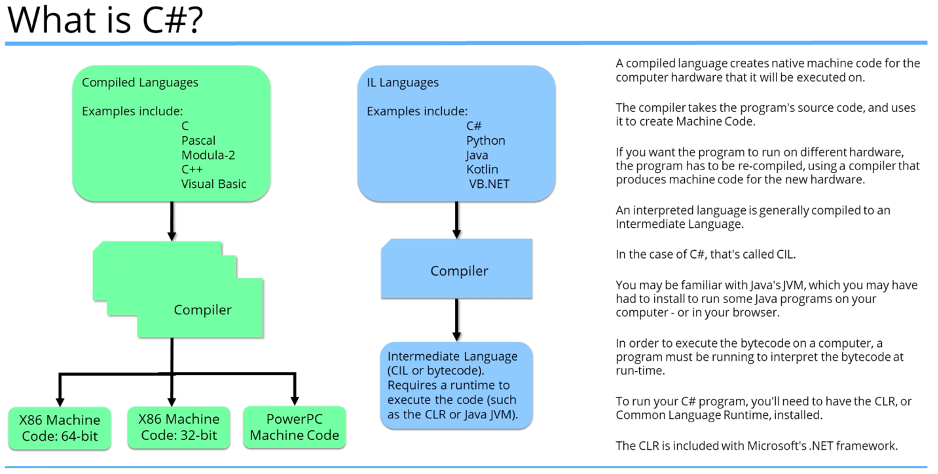 What is C#?
Compiled Languages
Examples include:
C
Pascal
Modula-2
C++
Visual Basic
Compiler
X86 Machine
Code: 64-bit
X86 Machine
Code: 32-bit
PowerPC
Machine Code
IL Languages
Examples include:
C#
Python
Java
Kotlin
VB.NET
Compiler
Intermediate Language
(CIL or bytecode).
Requires a runtime to
execute the code (such
as the CLR or Java JVM).
A compiled language creates native machine code for the
computer hardware that it will be executed on.
The compiler takes the program's source code, and uses
it to create Machine Code.
If you want the program to run on different hardware,
the program has to be re-compiled, using a compiler that
produces machine code for the new hardware.
An interpreted language is generally compiled to an
Intermediate Language.
In the case of C#, that's called CIL.
You may be familiar with Java's JVM, which you may have
had to install to run some Java programs on your
computer - or in your browser.
In order to execute the bytecode on a computer, a
program must be running to interpret the bytecode at
run-time.
To run your C# program, you'll need to have the CLR, or
Common Language Runtime, installed.
The CLR is included with Microsoft's .NET framework.